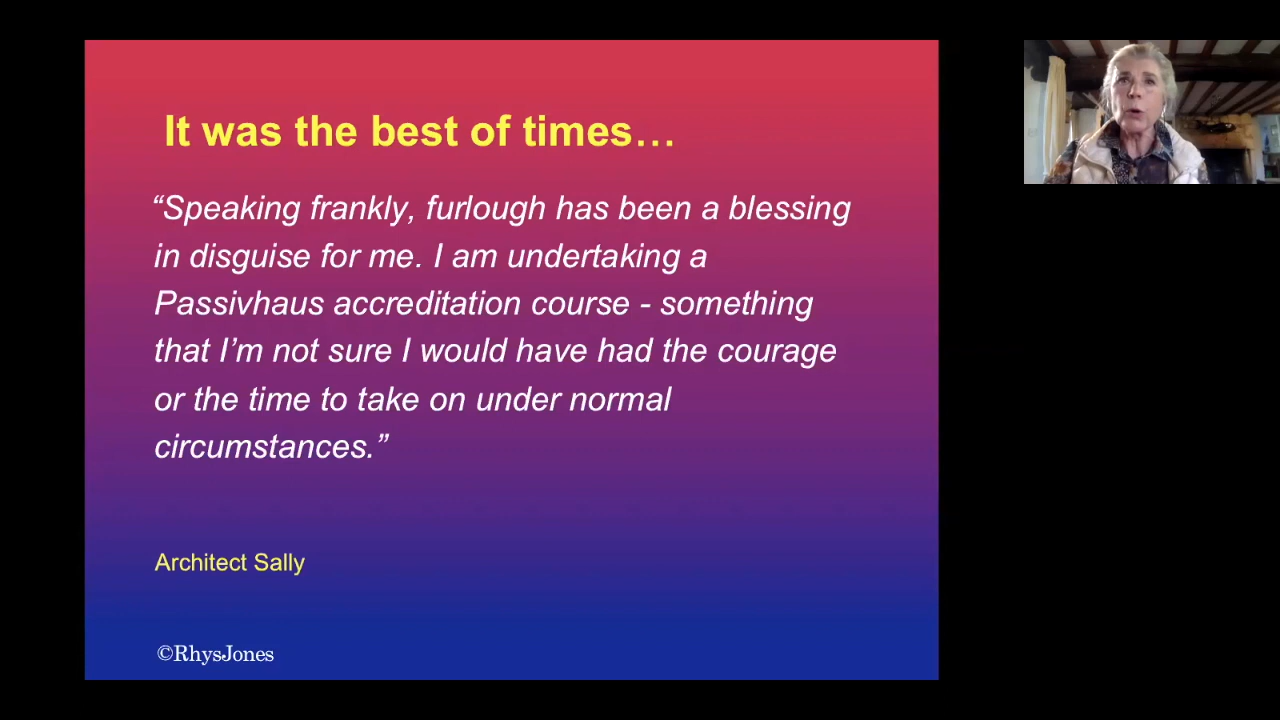 It was the best of times…
“Speaking frankly, furlough has been a blessing
in disguise for me. I am undertaking a
Passivhaus accreditation course - something
that I’m not sure I would have had the courage
or the time to take on under normal
circumstances.”
Architect Sally
©RhysJones